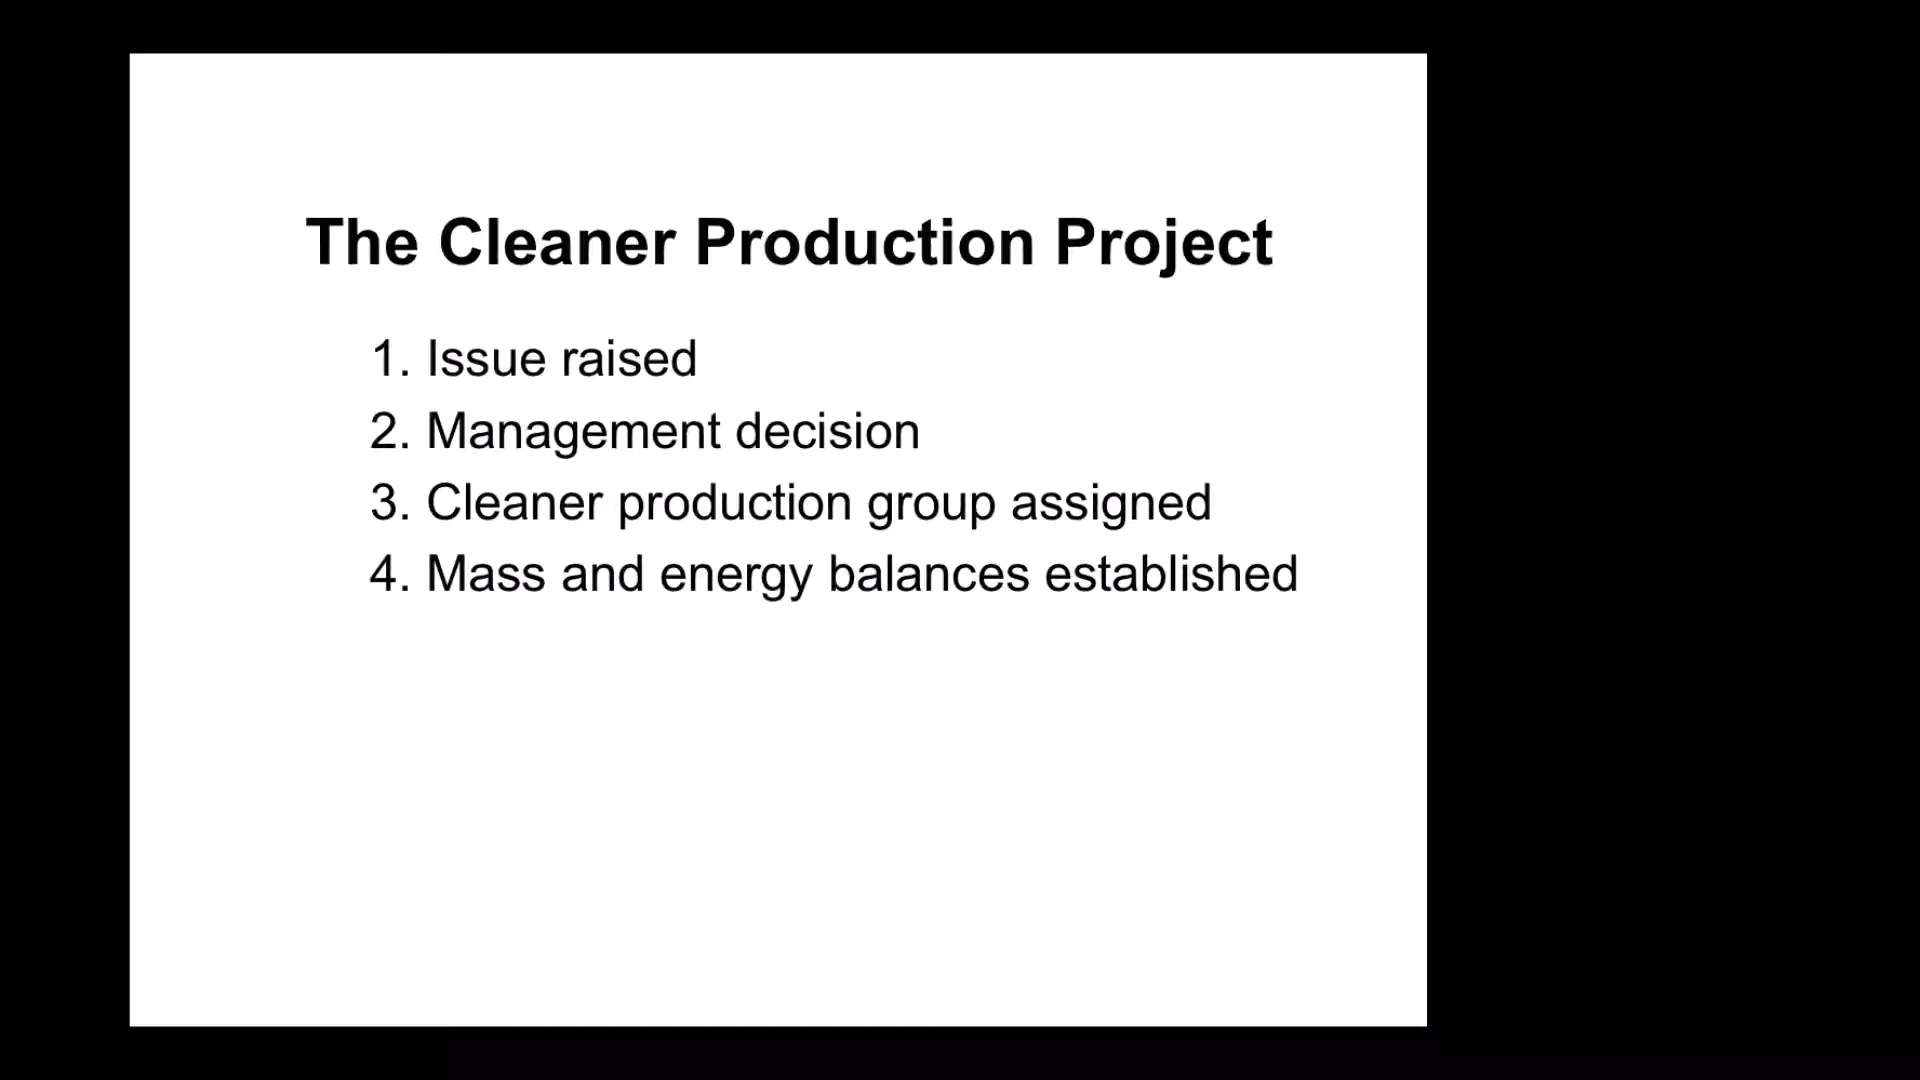 The Cleaner Production Project
1. Issue raised
2. Management decision
3. Cleaner production group assigned
4. Mass and energy balances established